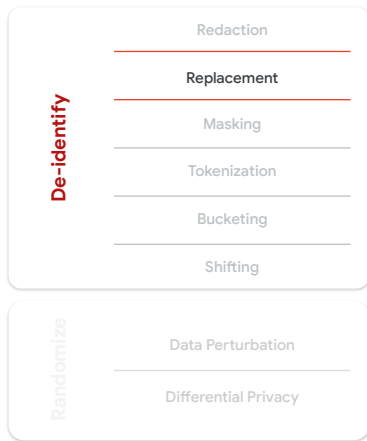 De-identify
Redaction
Replacement
Masking
Tokenization
Bucketing
Shifting
Randomize
Data Perturbation
Differential Privacy